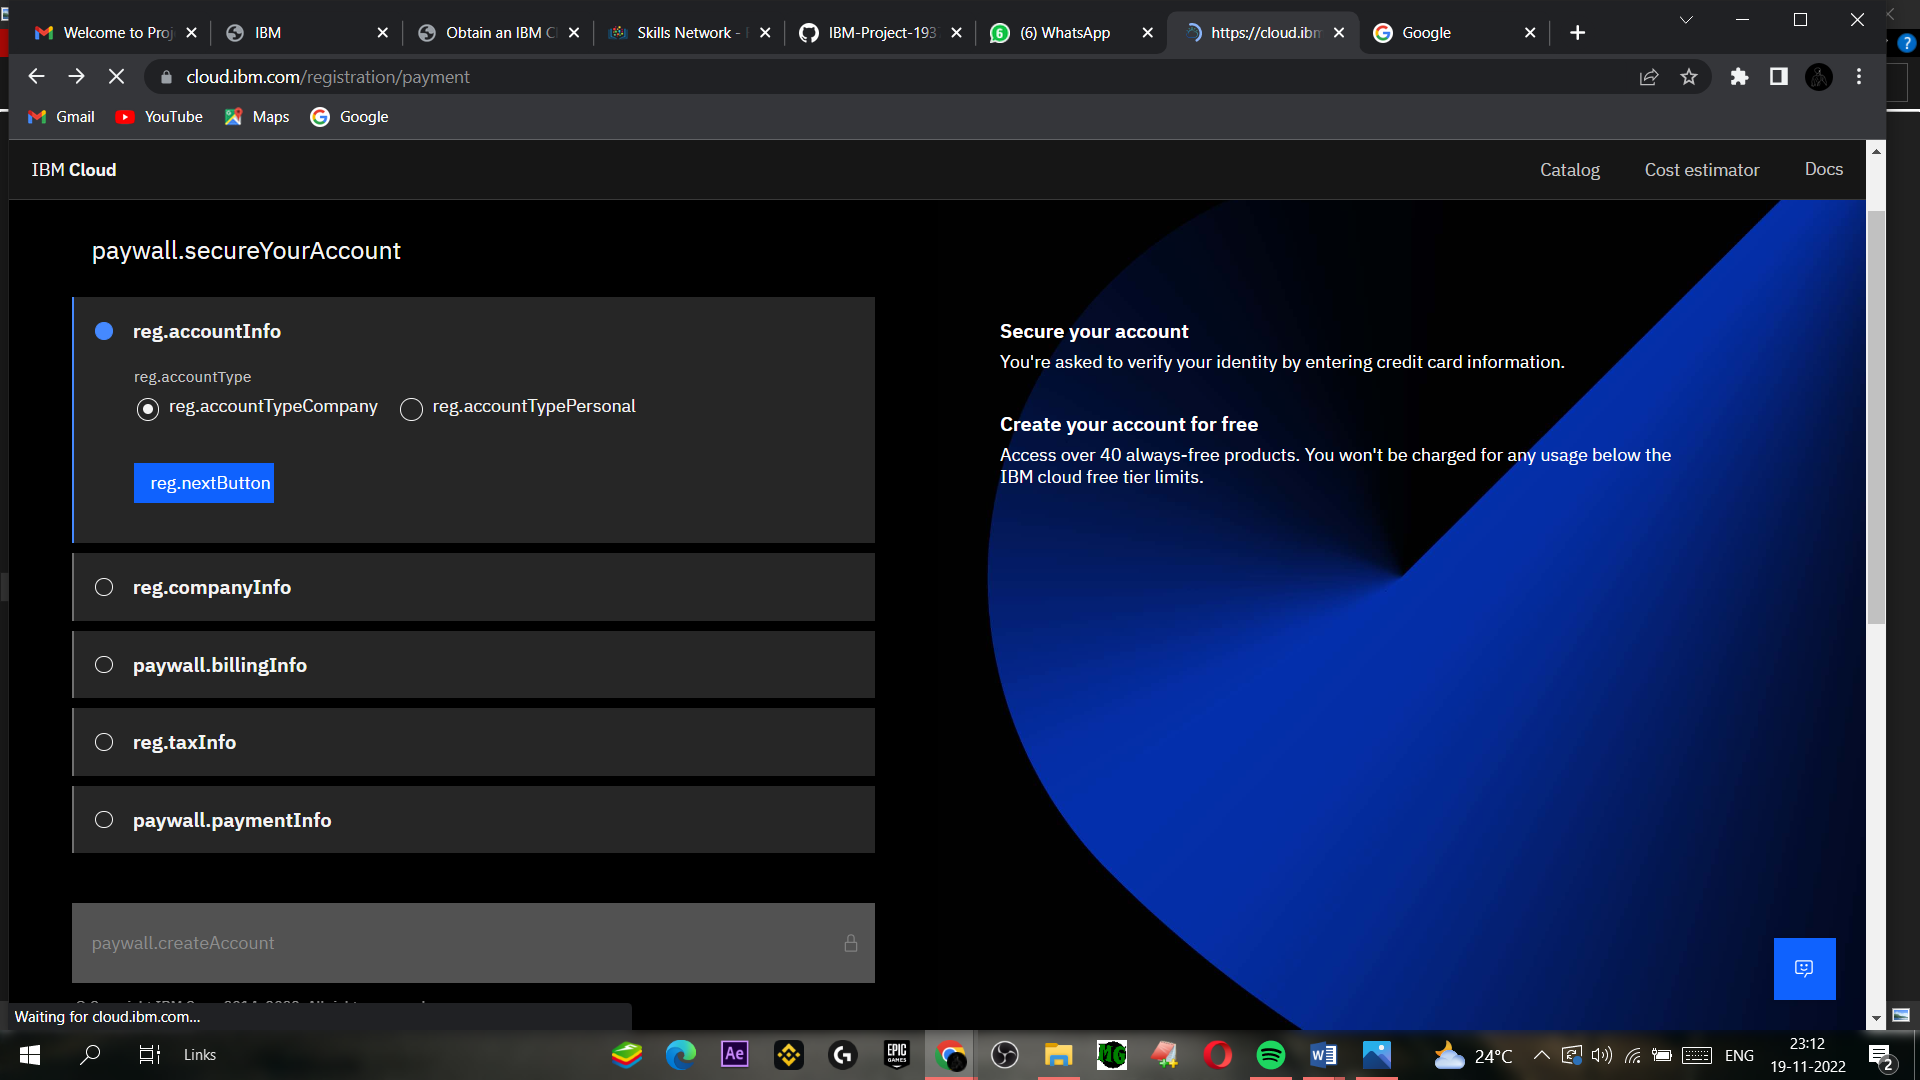 Welcome to Proj
IBM
Obtain an IBM Cl
Skills Network -
IBM-Project-193
(6) WhatsApp
https://cloud.ibm
Google
cloud.ibm.com/registration/payment
Gmail
YouTube
Maps
Google
IBM Cloud
Catalog
Cost estimator
Docs
paywall.secureYourAccount
reg.accountInfo
reg.accountType
reg.accountTypeCompany
reg.accountTypePersonal
reg.nextButton
reg.companyInfo
paywall.billingInfo
reg.taxInfo
paywall.paymentInfo
paywall.createAccount
Secure your account
You're asked to verify your identity by entering credit card information.
Create your account for free
Access over 40 always-free products. You won't be charged for any usage below the
IBM cloud free tier limits.
Waiting for cloud.ibm.com...
Links
Ae
EPIC
GAMES
MG
24°C
ENG
23:12
19-11-2022
2